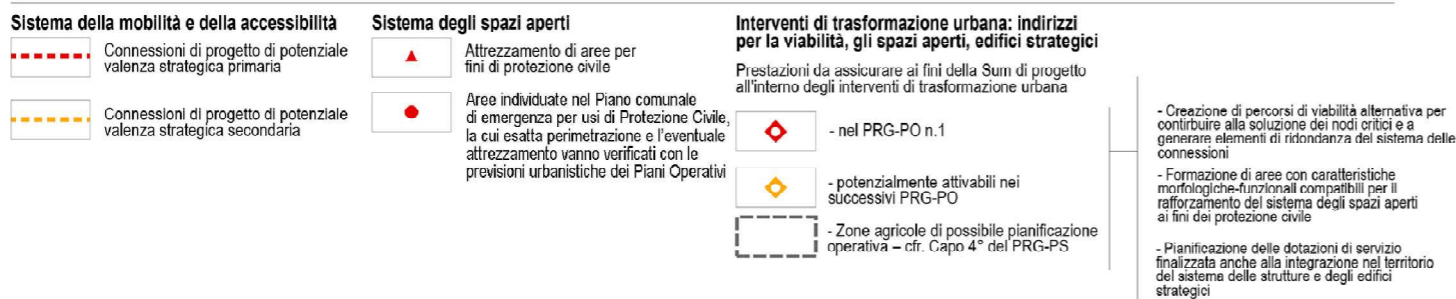 Sistema della mobilità e della accessibilità
Connessioni di progetto di potenziale
valenza strategica primaria
Connessioni di progetto di potenziale
valenza strategica secondaria
Sistema degli spazi aperti
Attrezzamento di aree per
fini di protezione civile
Aree individuate nel Piano comunale
di emergenza per usi di Protezione Civile,
la cui esatta perimetrazione e l'eventuale
attrezzamento vanno verificati con le
previsioni urbanistiche dei Piani Operativi
Interventi di trasformazione urbana: indirizzi
per la viabilità, gli spazi aperti, edifici strategici
Prestazioni da assicurare ai fini della Sum di progetto
all'interno degli interventi di trasformazione urbana
- nel PRG-PO n.1
- potenzialmente attivabili nei
successivi PRG-PO
- Zone agricole di possibile pianificazione
operativa – cfr. Capo 4° del PRG-PS
- Creazione di percorsi di viabilità alternativa per
contirbuire alla soluzione dei nodi critici e a
generare elementi di ridondanza del sistema delle
connessioni
- Formazione di aree con caratteristiche
morfologiche-funzionali compatibili per il
rafforzamento del sistema degli spazi aperti
ai fini dei protezione civile
- Pianificazione delle dotazioni di servizio
finalizzata anche alla integrazione nel territorio
del sistema delle strutture e degli edifici
strategici